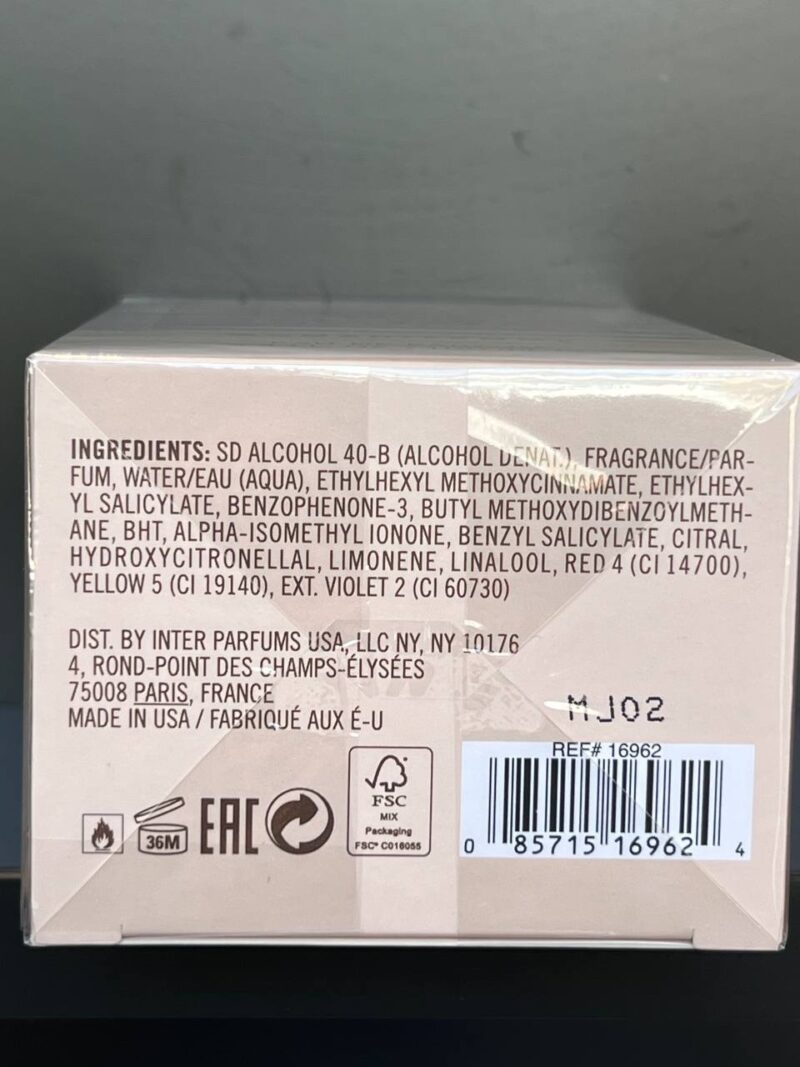 INGREDIENTS: SD ALCOHOL 40-B (ALCOHOL DENAT.), FRAGRANCE/PAR-
FUM, WATER/EAU (AQUA), ETHYLHEXYL METHOXYCINNAMATE, ETHYLHEX-
YL SALICYLATE, BENZOPHENONE-3, BUTYL METHOXYDIBENZOYLMETH-
ANE, BHT, ALPHA-ISOMETHYL IONONE, BENZYL SALICYLATE, CITRAL,
HYDROXYCITRONELLAL, LIMONENE, LINALOOL, RED 4 (CI 14700),
YELLOW 5 (CI 19140), EXT. VIOLET 2 (CI 60730)
DIST. BY INTER PARFUMS USA, LLC NY, NY 10176
4, ROND-POINT DES CHAMPS-ÉLYSÉES
75008 PARIS, FRANCE
MADE IN USA / FABRIQUÉ AUX É-U
MJ02
REF# 16962
0 85715 16962 4
36M
EAC
FSC
MIX
Packaging
FSC® C016055